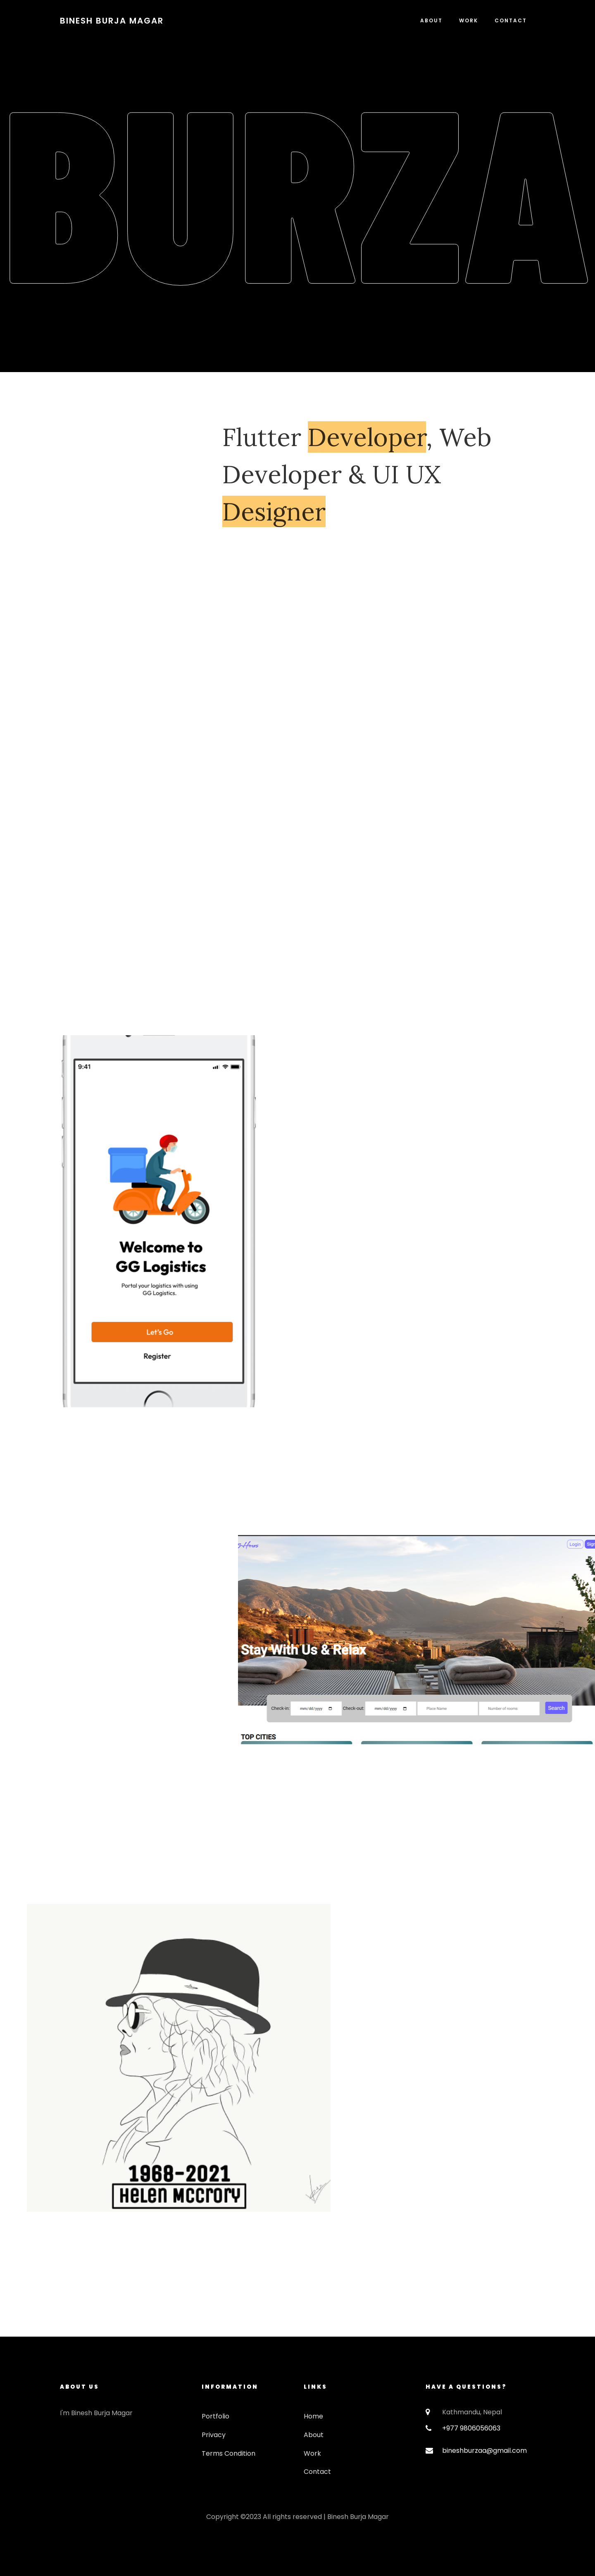 BINESH BURJA MAGAR
ABOUT WORK CONTACT
BURZA
Flutter Developer, Web
Developer & UI UX
Designer
9:41
Welcome to
GG Logistics
Portal your logistics with using
GG Logistics.
Let's Go
Register
Login
Stay With Us & Relax
Check-in: mm/dd/yyyy Check-out: mm/dd/yyyy Place Name Number of rooms Search
TOP CITIES
1968-2021
HELEN MCCRORY
ABOUT US
I'm Binesh Burja Magar
INFORMATION
Portfolio
Privacy
Terms Condition
LINKS
Home
About
Work
Contact
HAVE A QUESTIONS?
Kathmandu, Nepal
+977 9806056063
bineshburzaa@gmail.com
Copyright ©2023 All rights reserved | Binesh Burja Magar